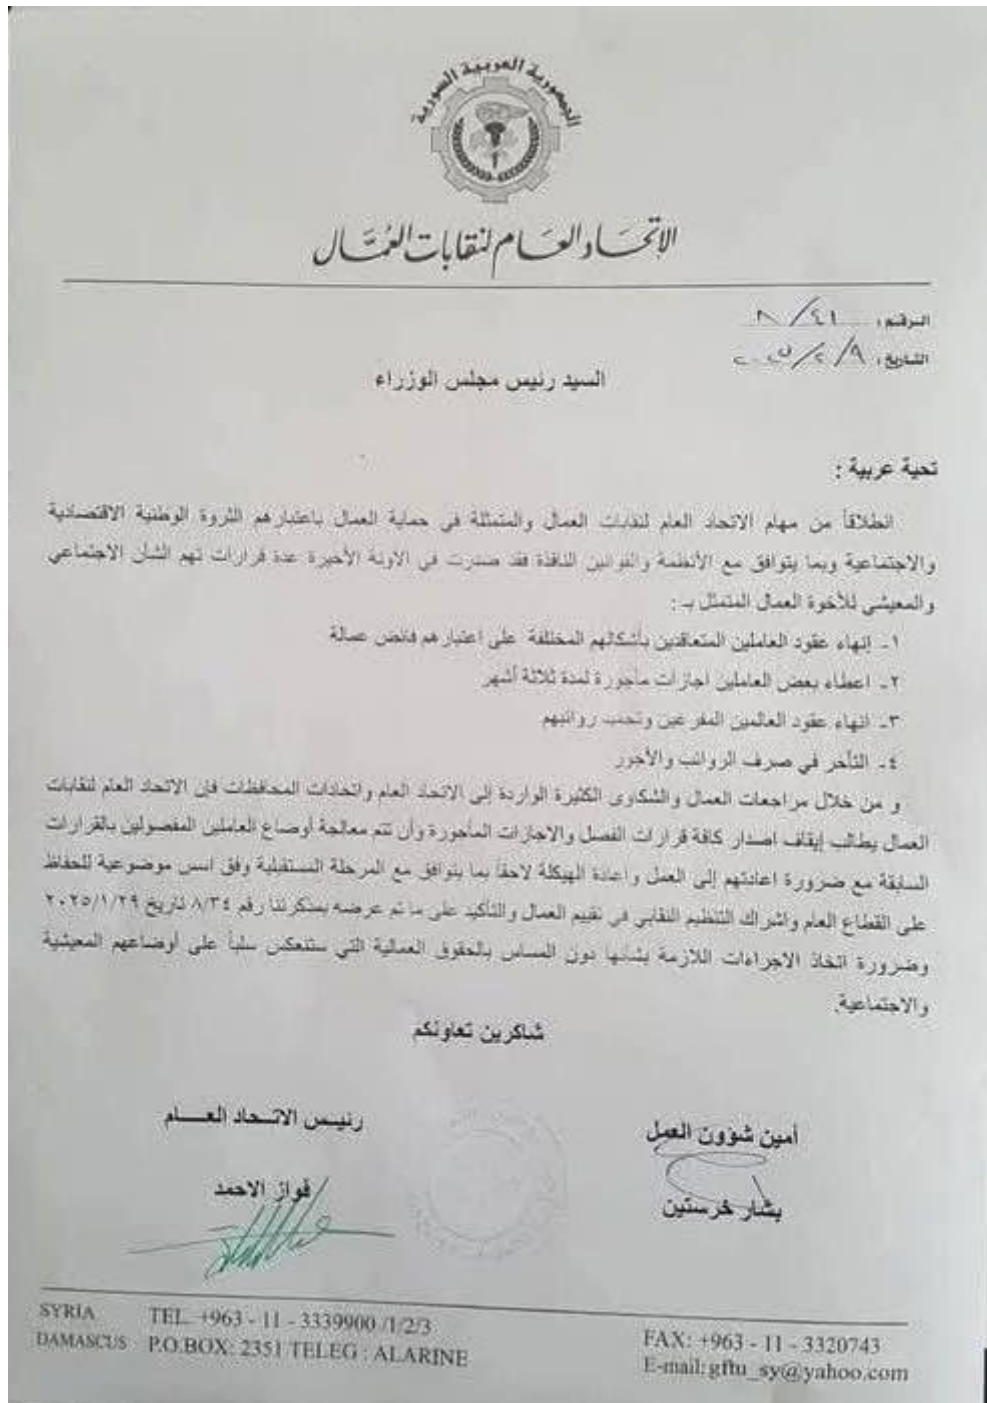 الجمهورية العربية السورية
الاتحاد العام لنقابات العمال
الرقم: ٨/٤١
التاريخ: ٢٠٢٥/٢/٩
السيد رئيس مجلس الوزراء
تحية عربية :
انطلاقاً من مهام الاتحاد العام لنقابات العمال والمتمثلة في حماية العمال باعتبارهم الثروة الوطنية الاقتصادية
والاجتماعية وبما يتوافق مع الأنظمة والقوانين النافذة فقد صدرت في الاونة الأخيرة عدة قرارات تهم الشأن الاجتماعي
والمعيشي للأخوة العمال المتمثل بـ :
١- إنهاء عقود العاملين المتعاقدين بأشكالهم المختلفة على اعتبارهم فائض عمالة
٢- اعطاء بعض العاملين اجازات مأجورة لمدة ثلاثة أشهر
٣- انهاء عقود العالمين المفرغين وتجنب رواتبهم
٤- التأخر في صرف الرواتب والأجور
و من خلال مراجعات العمال والشكاوى الكثيرة الواردة إلى الاتحاد العام واتحادات المحافظات فإن الاتحاد العام لنقابات
العمال يطالب إيقاف اصدار كافة قرارات الفصل والاجازات المأجورة وأن تتم معالجة أوضاع العاملين المفصولين بالقرارات
السابقة مع ضرورة اعادتهم إلى العمل واعادة الهيكلة لاحقاً بما يتوافق مع المرحلة المستقبلية وفق اسس موضوعية للحفاظ
على القطاع العام واشراك التنظيم النقابي في تقييم العمال والتأكيد على ما تم عرضه بمذكرتنا رقم ٨/٣٤ تاريخ ٢٠٢٥/١/٢٩
وضرورة اتخاذ الاجراءات اللازمة بشأنها دون المساس بالحقوق العمالية التي ستنعكس سلباً على أوضاعهم المعيشية
والاجتماعية.
شاكرين تعاونكم
أمين شؤون العمل
رئيس الاتحاد العام
بشار خرستين
فواز الاحمد
SYRIA TEL. +963 - 11 - 3339900 /1/2/3
DAMASCUS P.O.BOX: 2351 TELEG : ALARINE
FAX: +963 - 11 - 3320743
E-mail: gftu_sy@yahoo.com